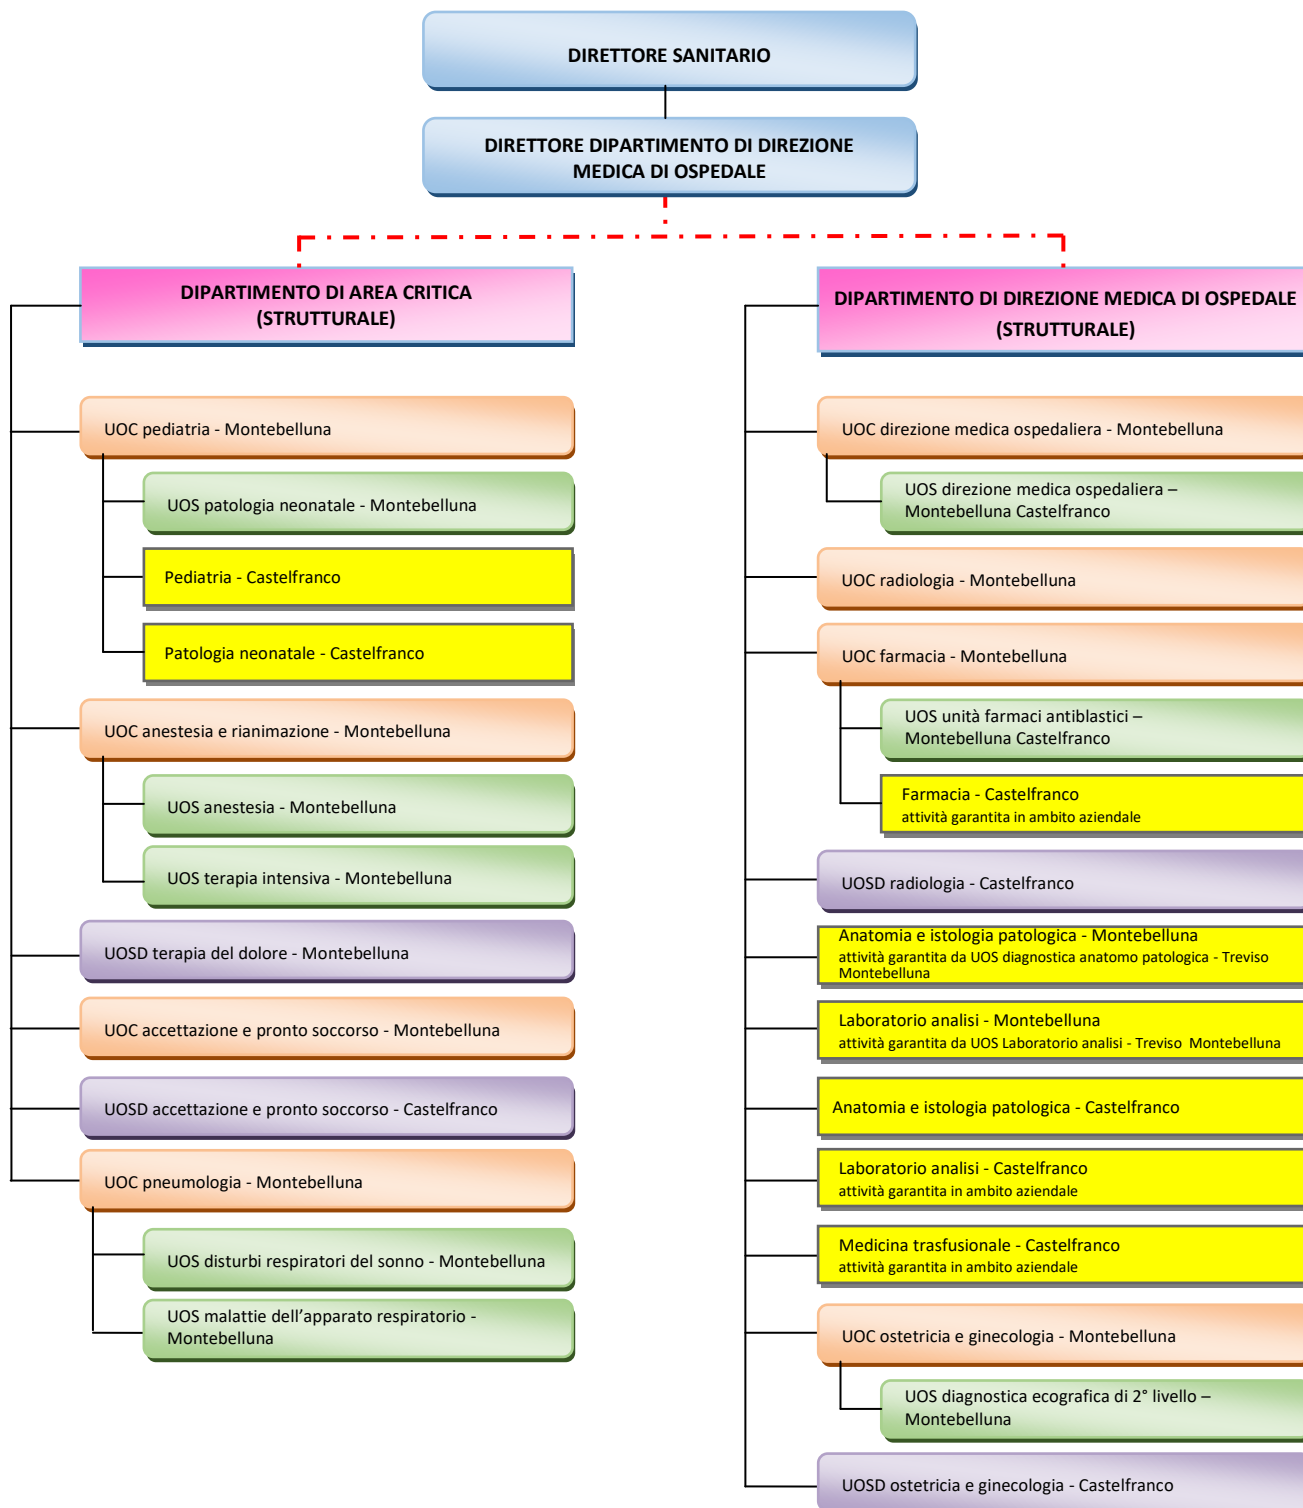 DIRETTORE SANITARIO
DIRETTORE DIPARTIMENTO DI DIREZIONE
MEDICA DI OSPEDALE
DIPARTIMENTO DI AREA CRITICA
(STRUTTURALE)
UOC pediatria - Montebelluna
UOS patologia neonatale - Montebelluna
Pediatria - Castelfranco
Patologia neonatale - Castelfranco
UOC anestesia e rianimazione - Montebelluna
UOS anestesia - Montebelluna
UOS terapia intensiva - Montebelluna
UOSD terapia del dolore - Montebelluna
UOC accettazione e pronto soccorso - Montebelluna
UOSD accettazione e pronto soccorso - Castelfranco
UOC pneumologia - Montebelluna
UOS disturbi respiratori del sonno - Montebelluna
UOS malattie dell’apparato respiratorio -
Montebelluna
DIPARTIMENTO DI DIREZIONE MEDICA DI OSPEDALE
(STRUTTURALE)
UOC direzione medica ospedaliera - Montebelluna
UOS direzione medica ospedaliera –
Montebelluna Castelfranco
UOC radiologia - Montebelluna
UOC farmacia - Montebelluna
UOS unità farmaci antiblastici –
Montebelluna Castelfranco
Farmacia - Castelfranco
attività garantita in ambito aziendale
UOSD radiologia - Castelfranco
Anatomia e istologia patologica - Montebelluna
attività garantita da UOS diagnostica anatomo patologica - Treviso
Montebelluna
Laboratorio analisi - Montebelluna
attività garantita da UOS Laboratorio analisi - Treviso Montebelluna
Anatomia e istologia patologica - Castelfranco
Laboratorio analisi - Castelfranco
attività garantita in ambito aziendale
Medicina trasfusionale - Castelfranco
attività garantita in ambito aziendale
UOC ostetricia e ginecologia - Montebelluna
UOS diagnostica ecografica di 2° livello –
Montebelluna
UOSD ostetricia e ginecologia - Castelfranco